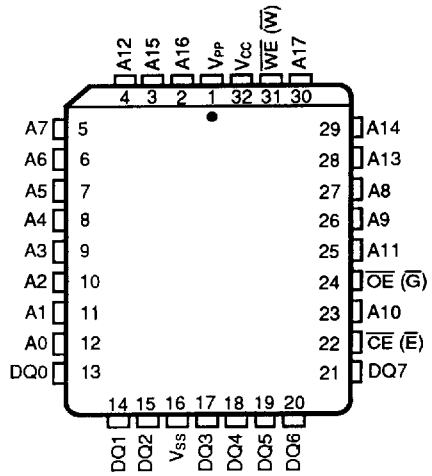 A12 A15 A16 VPP VCC W̅E̅ (W̅) A17
4 3 2 1 32 31 30
A7 5 29 A14
A6 6 28 A13
A5 7 27 A8
A4 8 26 A9
A3 9 25 A11
A2 10 24 O̅E̅ (G̅)
A1 11 23 A10
A0 12 22 C̅E̅ (E̅)
DQ0 13 21 DQ7
14 15 16 17 18 19 20
DQ1 DQ2 VSS DQ3 DQ4 DQ5 DQ6